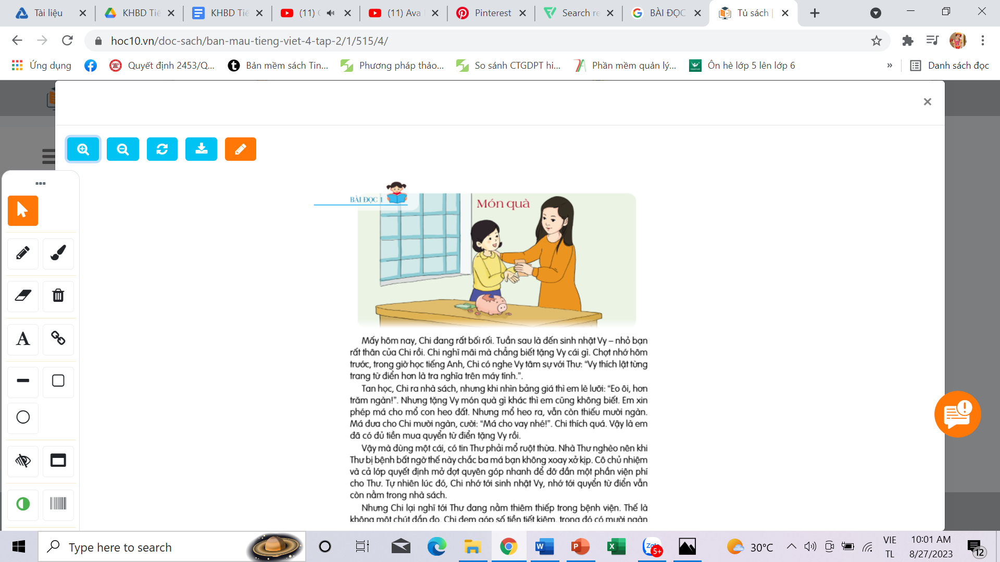 Tài liệu
KHBD Tiế
KHBD Tiế
(11)
(11) Ava
Pinterest
Search re
BÀI ĐỌC
Tủ sách |
hoc10.vn/doc-sach/ban-mau-tieng-viet-4-tap-2/1/515/4/
Ứng dụng
Quyết định 2453/Q...
Bản mềm sách Tin...
Phương pháp thảo...
So sánh CTGDPT hi...
Phần mềm quản lý...
Ôn hè lớp 5 lên lớp 6
»
Danh sách đọc
BÀI ĐỌC 1
Món quà
Mấy hôm nay, Chi đang rất bối rối. Tuần sau là đến sinh nhật Vy – nhỏ bạn
rất thân của Chi rồi. Chi nghĩ mãi mà chẳng biết tặng Vy cái gì. Chợt nhớ hôm
trước, trong giờ học tiếng Anh, Chi có nghe Vy tâm sự với Thư: “Vy thích lật từng
trang từ điển hơn là tra nghĩa trên máy tính.”.
Tan học, Chi ra nhà sách, nhưng khi nhìn bảng giá thì em lè lưỡi: “Eo ôi, hơn
trăm ngàn!”. Nhưng tặng Vy món quà gì khác thì em cũng không biết. Em xin
phép má cho mổ con heo đất. Nhưng mổ heo ra, vẫn còn thiếu mười ngàn.
Má đưa cho Chi mười ngàn, cười: “Má cho vay nhé!”. Chi thích quá. Vậy là em
đã có đủ tiền mua quyển từ điển tặng Vy rồi.
Vậy mà đùng một cái, có tin Thư phải mổ ruột thừa. Nhà Thư nghèo nên khi
Thư bị bệnh bất ngờ thế này chắc ba má bạn không xoay xở kịp. Cô chủ nhiệm
và cả lớp quyết định mở đợt quyên góp nhanh để đỡ đần một phần viện phí
cho Thư. Tự nhiên lúc đó, Chi nhớ tới sinh nhật Vy, nhớ tới quyển từ điển vẫn
còn nằm trong nhà sách.
Nhưng Chi lại nghĩ tới Thư đang nằm thiêm thiếp trong bệnh viện. Thế là
không một chút đắn đo, Chi đem góp số tiền tiết kiệm, trong đó có mười ngàn
A
Type here to search
Zalo
5+
30°C
VIE
TL
10:01 AM
8/27/2023
12